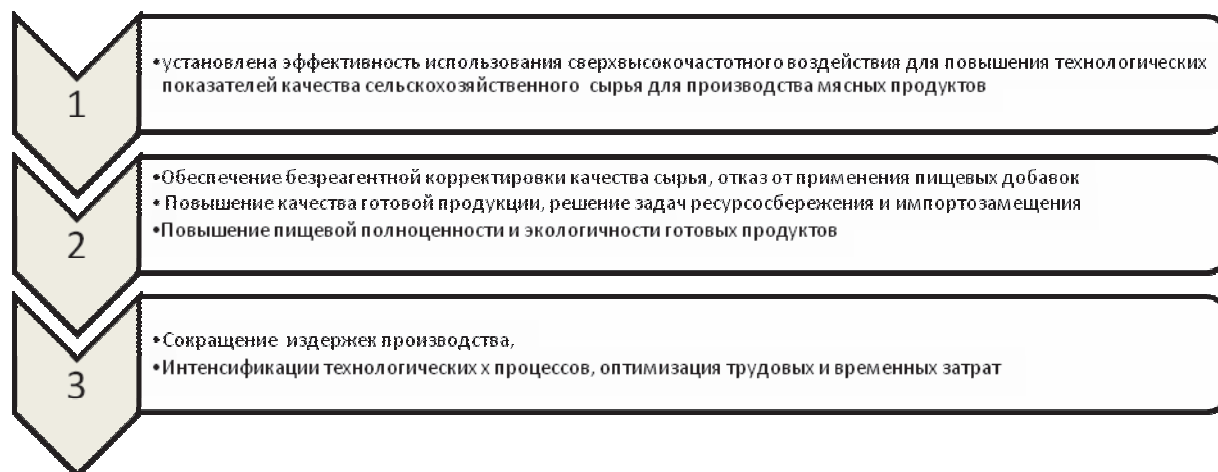 1
•установлена эффективность использования сверхвысокочастотного воздействия для повышения технологических
показателей качества сельскохозяйственного сырья для производства мясных продуктов
2
•Обеспечение безреагентной корректировки качества сырья, отказ от применения пищевых добавок
• Повышение качества готовой продукции, решение задач ресурсосбережения и импортозамещения
•Повышение пищевой полноценности и экологичности готовых продуктов
3
•Сокращение издержек производства,
•Интенсификации технологических х процессов, оптимизация трудовых и временных затрат